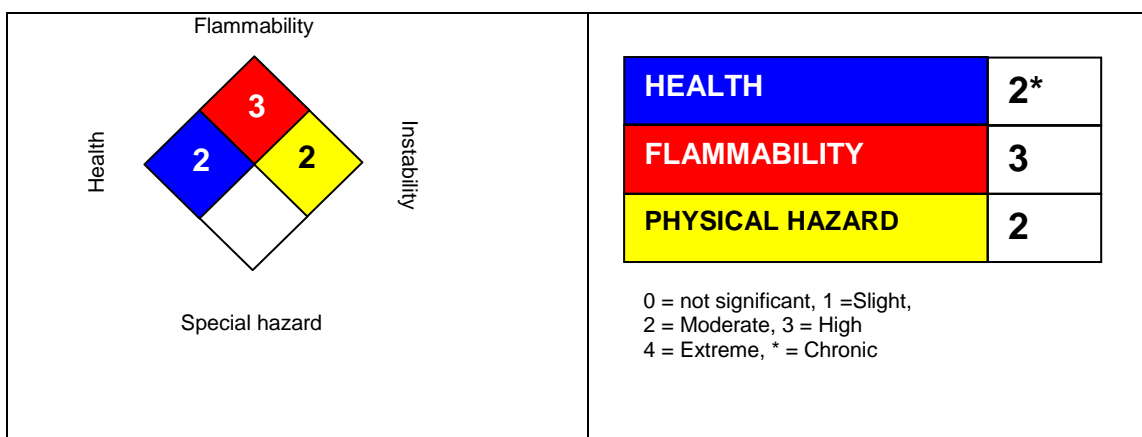 Flammability
3
Health
2
2
Instability
Special hazard
HEALTH 2*
FLAMMABILITY 3
PHYSICAL HAZARD 2
0 = not significant, 1 =Slight,
2 = Moderate, 3 = High
4 = Extreme, * = Chronic